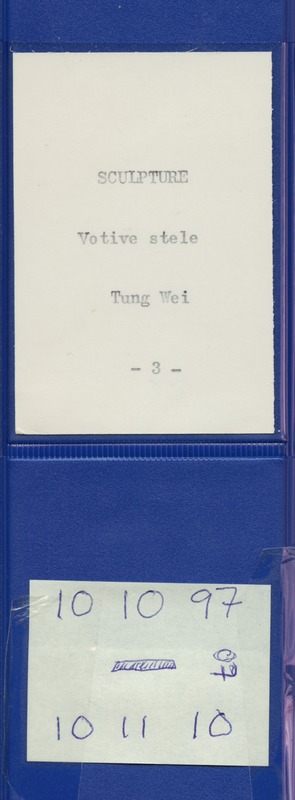 SCULPTURE
Votive stele
Tung Wei
- 3 -
10 10 97
10 11 10